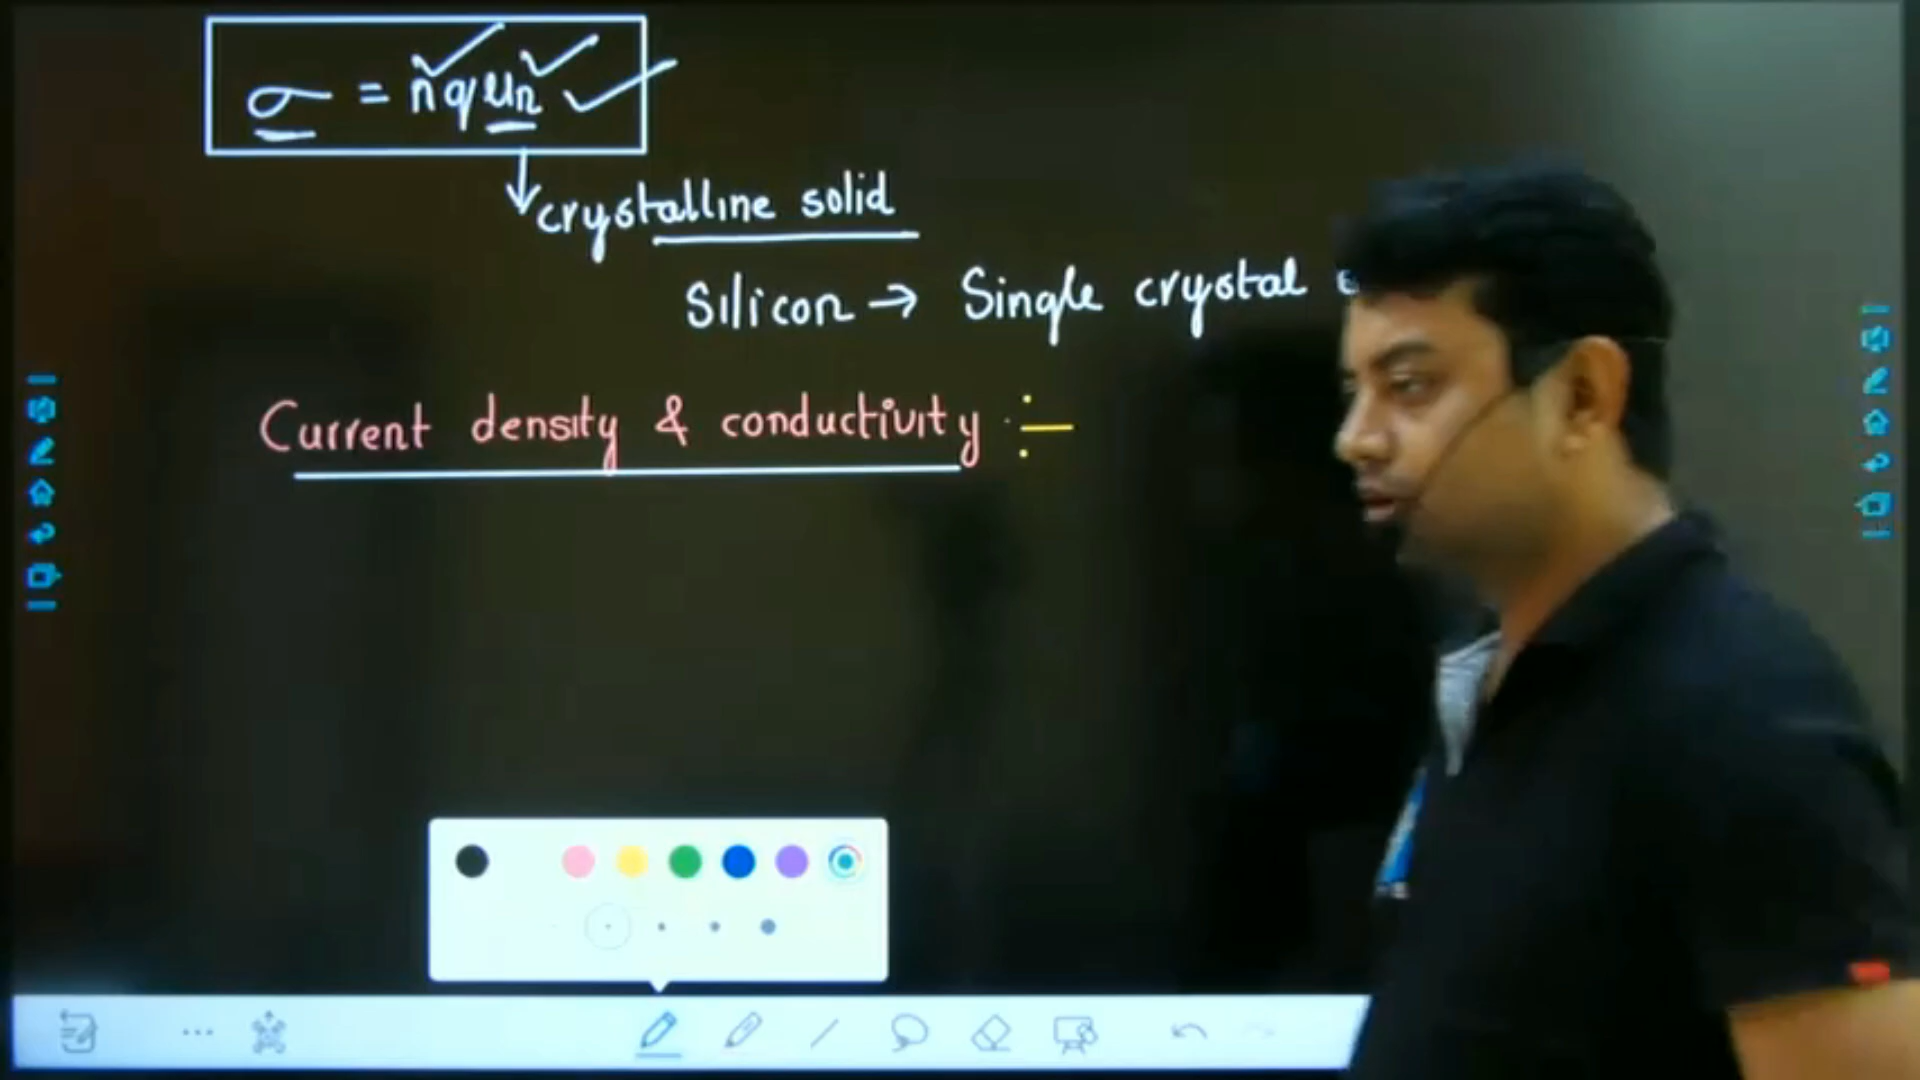 σ = nqμn
crystalline solid
Silicon → Single crystal
Current density & conductivity :-